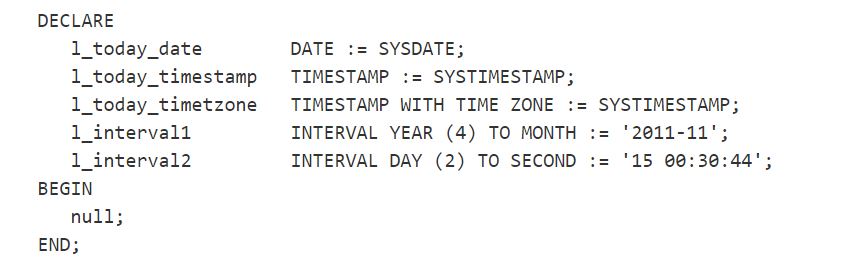 DECLARE
l_today_date DATE := SYSDATE;
l_today_timestamp TIMESTAMP := SYSTIMESTAMP;
l_today_timetzone TIMESTAMP WITH TIME ZONE := SYSTIMESTAMP;
l_interval1 INTERVAL YEAR (4) TO MONTH := '2011-11';
l_interval2 INTERVAL DAY (2) TO SECOND := '15 00:30:44';
BEGIN
null;
END;